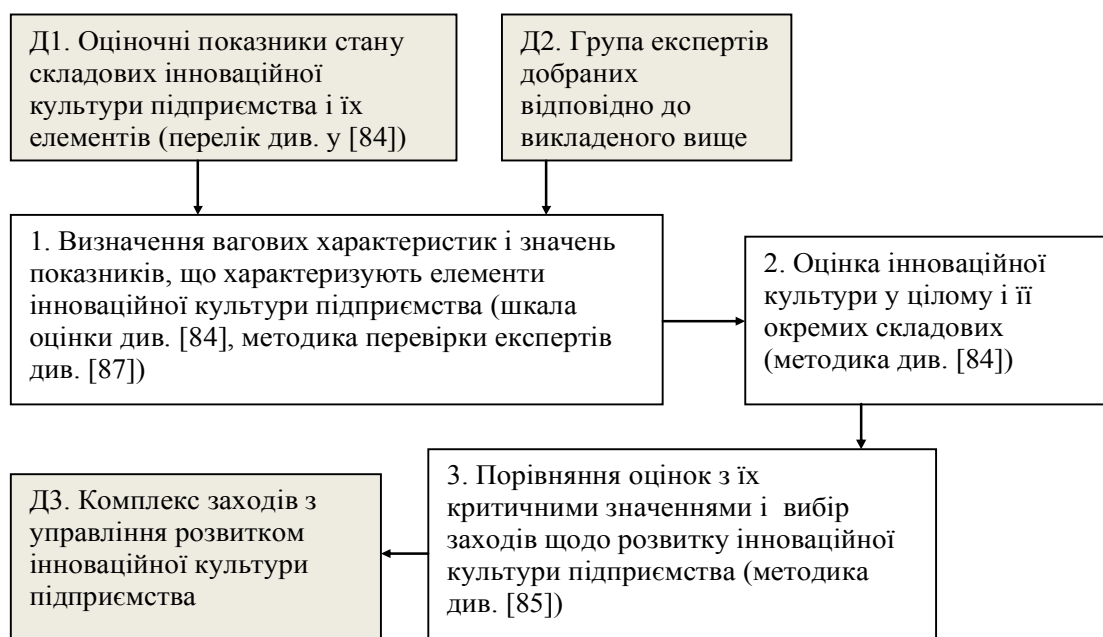 Д1. Оціночні показники стану
складових інноваційної
культури підприємства і їх
елементів (перелік див. у [84])
Д2. Група експертів
добраних
відповідно до
викладеного вище
1. Визначення вагових характеристик і значень
показників, що характеризують елементи
інноваційної культури підприємства (шкала
оцінки див. [84], методика перевірки експертів
див. [87])
2. Оцінка інноваційної
культури у цілому і її
окремих складових
(методика див. [84])
3. Порівняння оцінок з їх
критичними значеннями і вибір
заходів щодо розвитку інноваційної
культури підприємства (методика
див. [85])
Д3. Комплекс заходів з
управління розвитком
інноваційної культури
підприємства